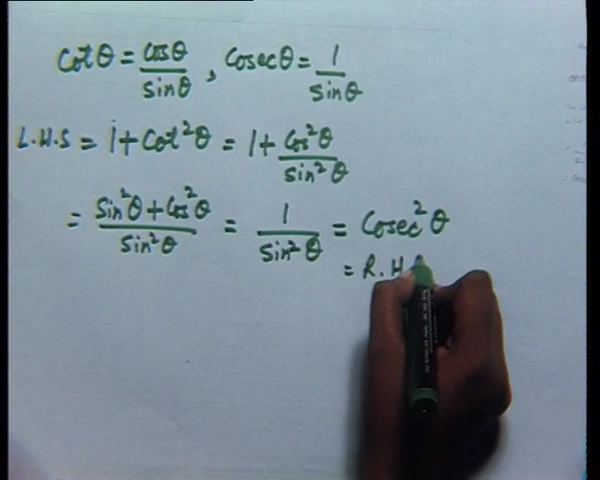 Cotθ = cosθ/sinθ, Cosecθ = 1/sinθ
L.H.S = 1 + Cot²θ = 1 + Cos²θ/sin²θ
= Sin²θ + Cos²θ/Sin²θ = 1/Sin²θ = Cosec²θ
= R.H